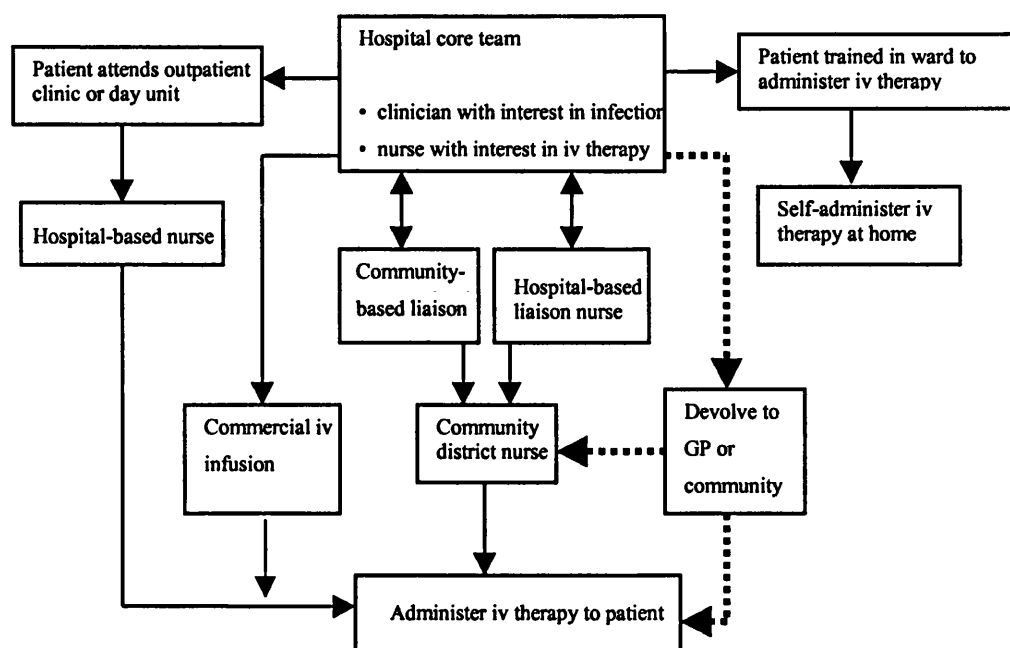 Hospital core team
• clinician with interest in infection
• nurse with interest in iv therapy
Patient attends outpatient
clinic or day unit
Patient trained in ward to
administer iv therapy
Hospital-based nurse
Community-
based liaison
Hospital-based
liaison nurse
Self-administer iv
therapy at home
Commercial iv
infusion
Community
district nurse
Devolve to
GP or
community
Administer iv therapy to patient